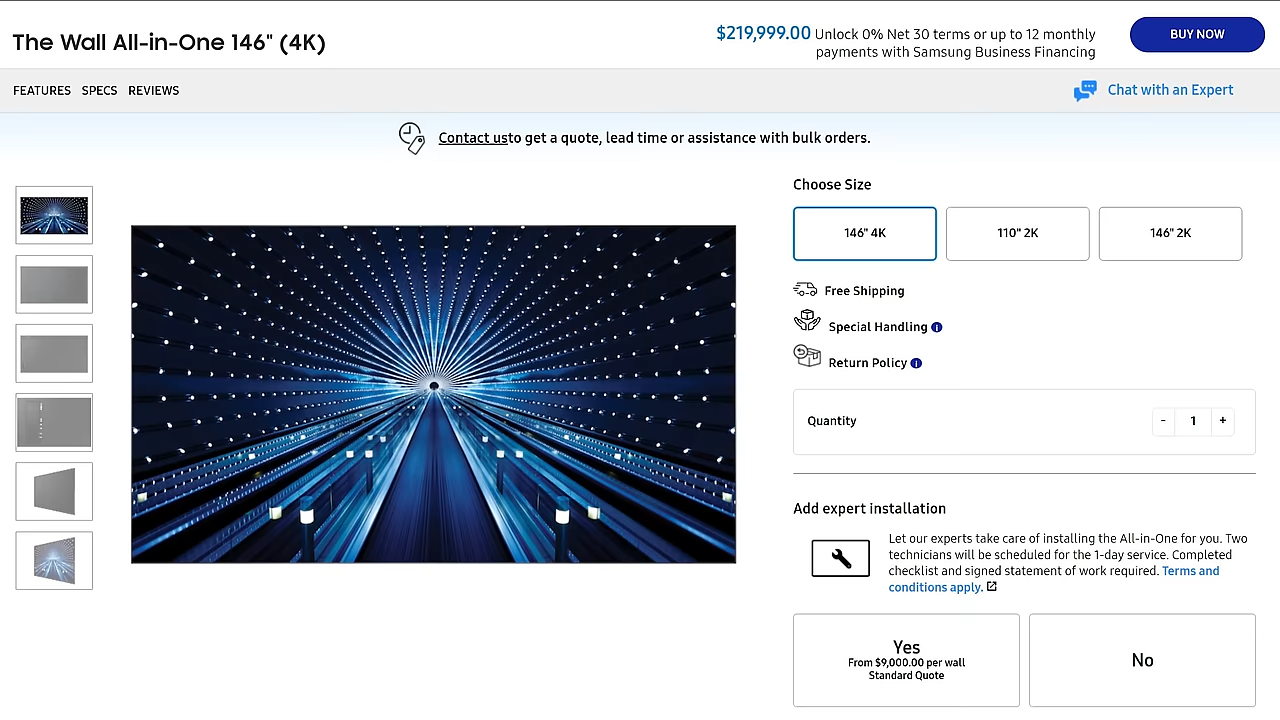 The Wall All-in-One 146" (4K)
$219,999.00 Unlock 0% Net 30 terms or up to 12 monthly
payments with Samsung Business Financing
BUY NOW
FEATURES SPECS REVIEWS
Chat with an Expert
Contact usto get a quote, lead time or assistance with bulk orders.
Choose Size
146" 4K
110" 2K
146" 2K
Free Shipping
Special Handling i
Return Policy i
Quantity
- 1 +
Add expert installation
Let our experts take care of installing the All-in-One for you. Two
technicians will be scheduled for the 1-day service. Completed
checklist and signed statement of work required. Terms and
conditions apply.
Yes
From $9,000.00 per wall
Standard Quote
No